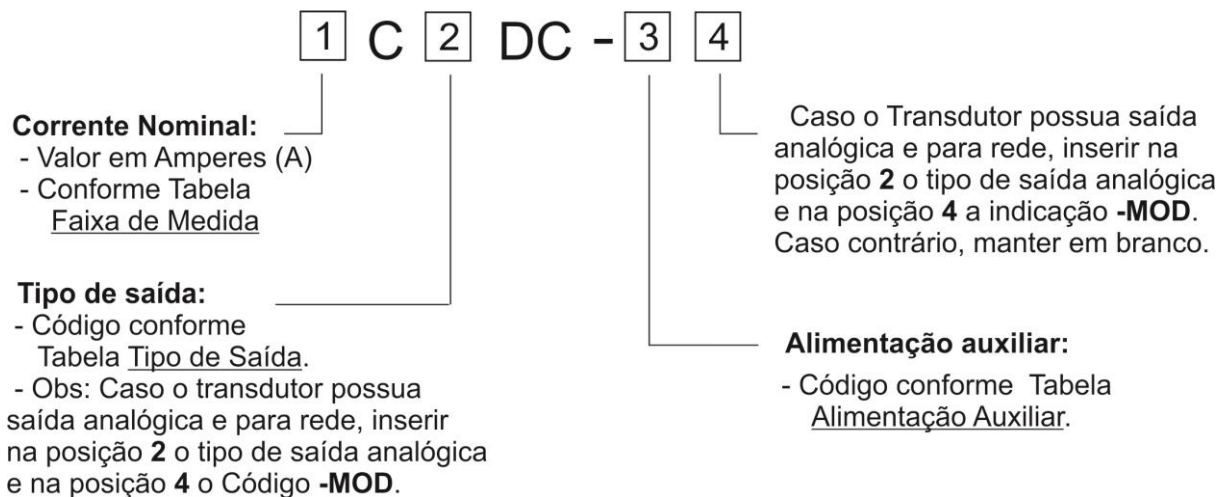 1 C 2 DC - 3 4
Corrente Nominal:
- Valor em Amperes (A)
- Conforme Tabela
Faixa de Medida
Tipo de saída:
- Código conforme
Tabela Tipo de Saída.
- Obs: Caso o transdutor possua
saída analógica e para rede, inserir
na posição 2 o tipo de saída analógica
e na posição 4 o Código -MOD.
Caso o Transdutor possua saída
analógica e para rede, inserir na
posição 2 o tipo de saída analógica
e na posição 4 a indicação -MOD.
Caso contrário, manter em branco.
Alimentação auxiliar:
- Código conforme Tabela
Alimentação Auxiliar.